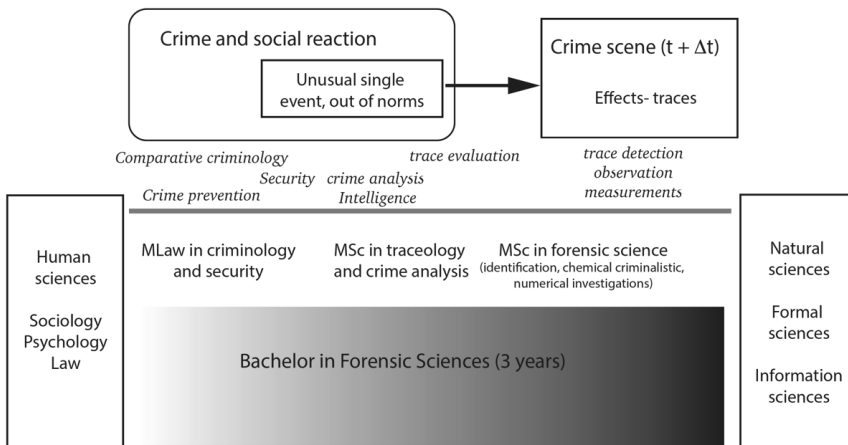 Crime and social reaction
Unusual single
event, out of norms
Crime scene (t + Δt)
Effects- traces
Comparative criminology
Security
Crime prevention
crime analysis
Intelligence
trace evaluation
trace detection
observation
measurements
Human
sciences
Sociology
Psychology
Law
MLaw in criminology
and security
MSc in traceology
and crime analysis
MSc in forensic science
(identification, chemical criminalistic,
numerical investigations)
Bachelor in Forensic Sciences (3 years)
Natural
sciences
Formal
sciences
Information
sciences